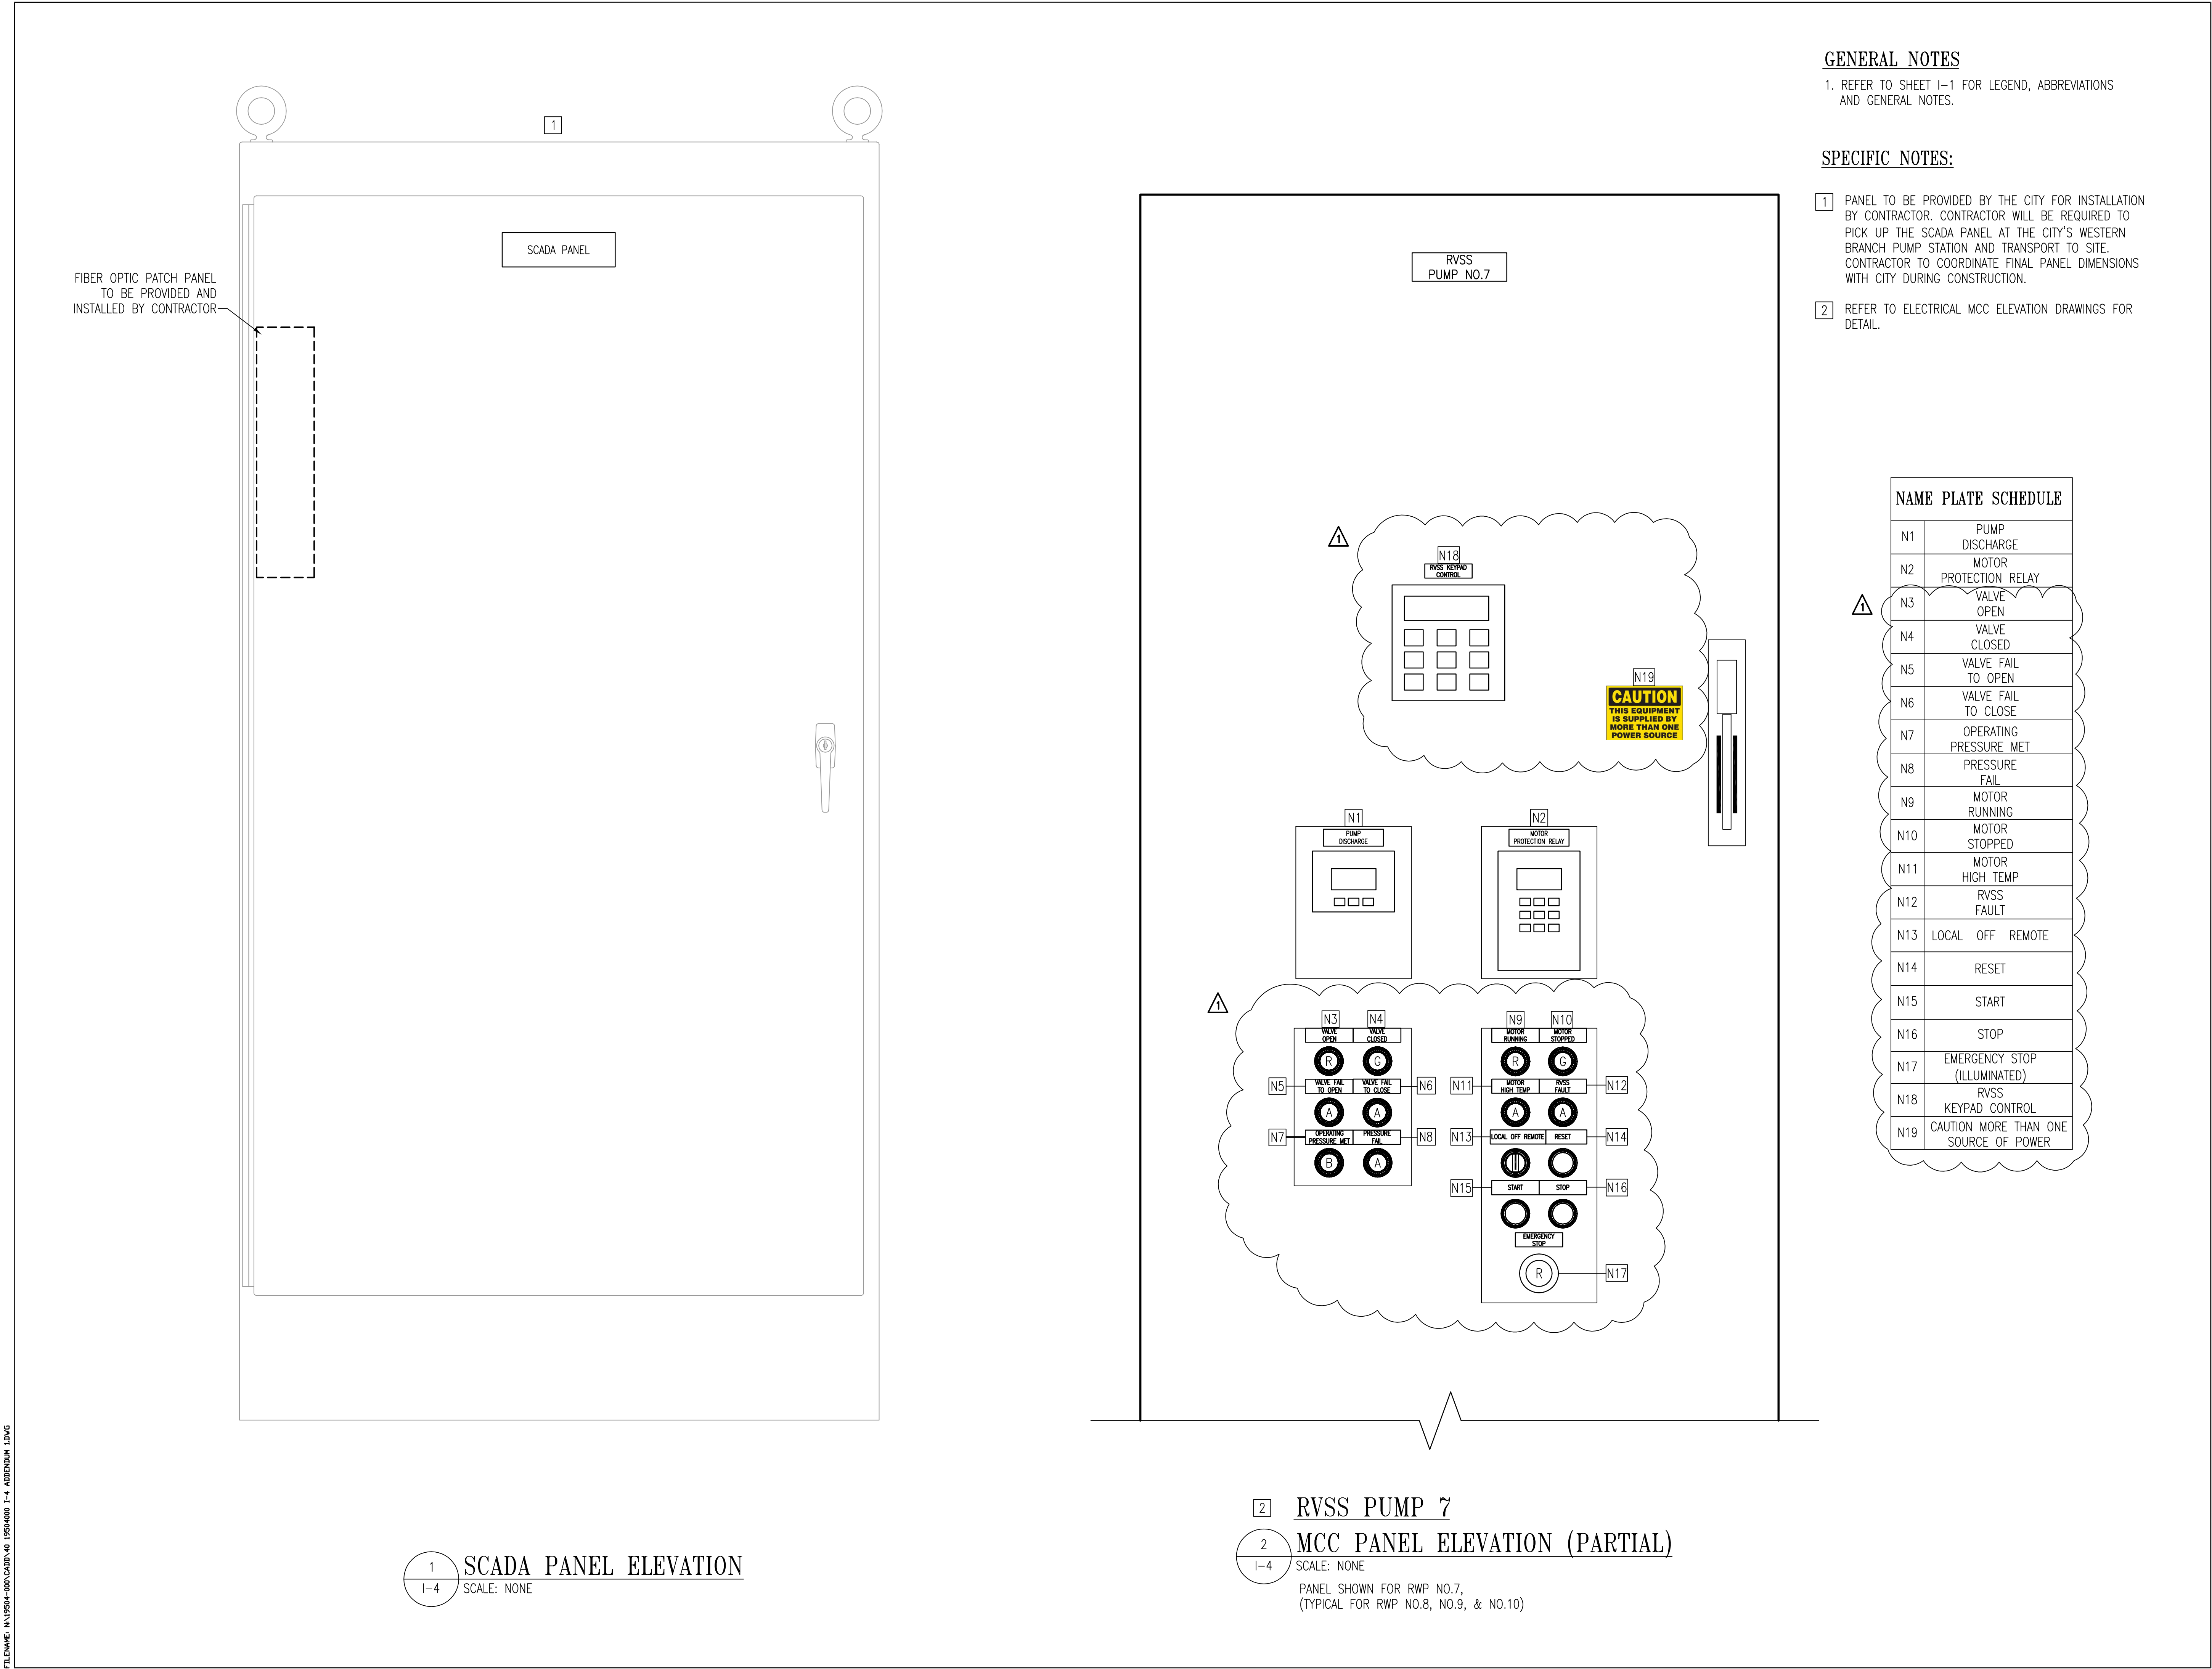 GENERAL NOTES
1. REFER TO SHEET I-1 FOR LEGEND, ABBREVIATIONS
AND GENERAL NOTES.
SPECIFIC NOTES:
1 PANEL TO BE PROVIDED BY THE CITY FOR INSTALLATION
BY CONTRACTOR. CONTRACTOR WILL BE REQUIRED TO
PICK UP THE SCADA PANEL AT THE CITY'S WESTERN
BRANCH PUMP STATION AND TRANSPORT TO SITE.
CONTRACTOR TO COORDINATE FINAL PANEL DIMENSIONS
WITH CITY DURING CONSTRUCTION.
2 REFER TO ELECTRICAL MCC ELEVATION DRAWINGS FOR
DETAIL.
1
SCADA PANEL
FIBER OPTIC PATCH PANEL
TO BE PROVIDED AND
INSTALLED BY CONTRACTOR
1
I-4
SCADA PANEL ELEVATION
SCALE: NONE
RVSS
PUMP NO.7
1
N18
RVSS KEYPAD
CONTROL
N19
CAUTION
THIS EQUIPMENT
IS SUPPLIED BY
MORE THAN ONE
POWER SOURCE
N1
PUMP
DISCHARGE
N2
MOTOR
PROTECTION RELAY
1
N3 N4
VALVE
OPEN
VALVE
CLOSED
R G
N5
VALVE FAIL
TO OPEN
VALVE FAIL
TO CLOSE
N6
A A
N7
OPERATING
PRESSURE MET
PRESSURE
FAIL
N8
B A
N9 N10
MOTOR
RUNNING
MOTOR
STOPPED
R G
N11
MOTOR
HIGH TEMP
RVSS
FAULT
N12
A A
N13 LOCAL OFF REMOTE RESET N14
N15 START STOP N16
EMERGENCY
STOP
R N17
2 RVSS PUMP 7
2
I-4
MCC PANEL ELEVATION (PARTIAL)
SCALE: NONE
PANEL SHOWN FOR RWP NO.7,
(TYPICAL FOR RWP NO.8, NO.9, & NO.10)
NAME PLATE SCHEDULE
N1 PUMP
DISCHARGE
N2 MOTOR
PROTECTION RELAY
1
N3 VALVE
OPEN
N4 VALVE
CLOSED
N5 VALVE FAIL
TO OPEN
N6 VALVE FAIL
TO CLOSE
N7 OPERATING
PRESSURE MET
N8 PRESSURE
FAIL
N9 MOTOR
RUNNING
N10 MOTOR
STOPPED
N11 MOTOR
HIGH TEMP
N12 RVSS
FAULT
N13 LOCAL OFF REMOTE
N14 RESET
N15 START
N16 STOP
N17 EMERGENCY STOP
(ILLUMINATED)
N18 RVSS
KEYPAD CONTROL
N19 CAUTION MORE THAN ONE
SOURCE OF POWER
FILENAME: N:\19504-000\CADD\40 19504000 I-4 ADDENDUM 1.DWG